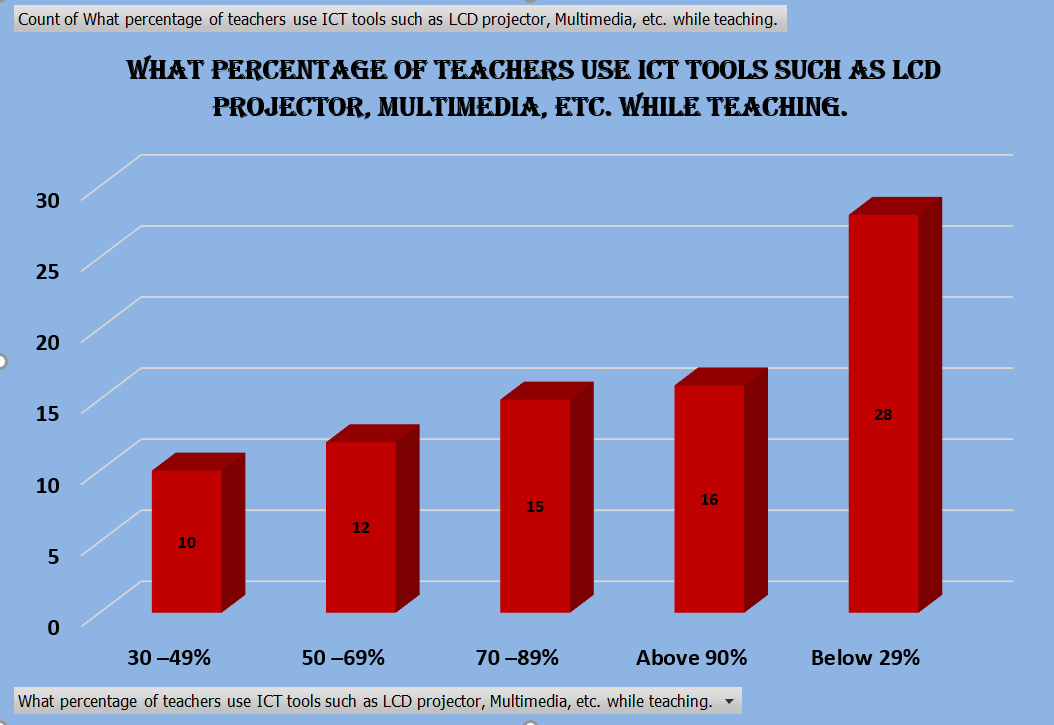 Count of What percentage of teachers use ICT tools such as LCD projector, Multimedia, etc. while teaching.
WHAT PERCENTAGE OF TEACHERS USE ICT TOOLS SUCH AS LCD
PROJECTOR, MULTIMEDIA, ETC. WHILE TEACHING.
30
25
20
15
10
5
0
10
12
15
16
28
30 –49%
50 –69%
70 –89%
Above 90%
Below 29%
What percentage of teachers use ICT tools such as LCD projector, Multimedia, etc. while teaching.